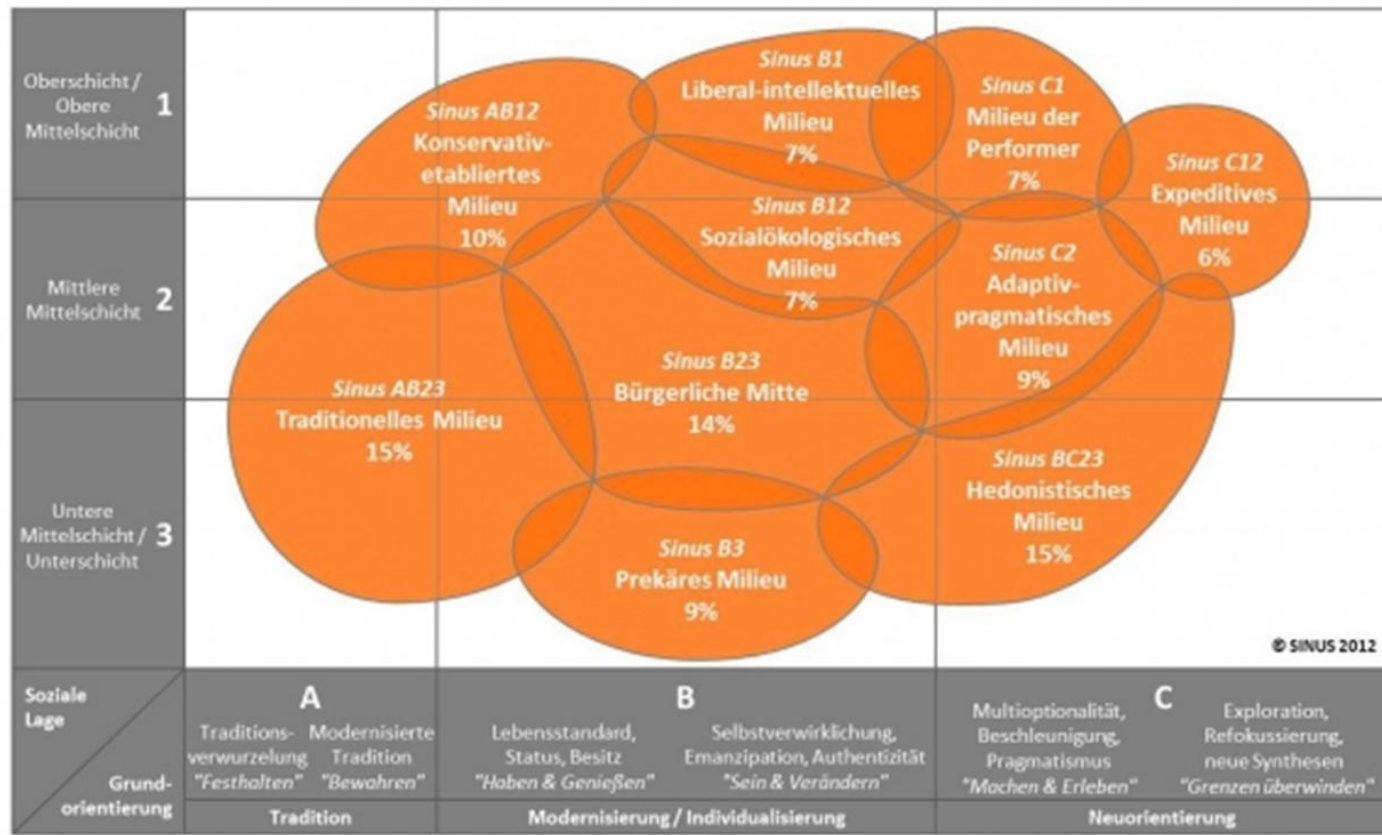 Oberschicht /
Obere
Mittelschicht
1
Mittlere
Mittelschicht
2
Untere
Mittelschicht /
Unterschicht
3
Sinus AB12
Konservativ-
etabliertes
Milieu
10%
Sinus B1
Liberal-intellektuelles
Milieu
7%
Sinus C1
Milieu der
Performer
7%
Sinus C12
Expeditives
Milieu
6%
Sinus B12
Sozialökologisches
Milieu
7%
Sinus C2
Adaptiv-
pragmatisches
Milieu
9%
Sinus AB23
Traditionelles Milieu
15%
Sinus B23
Bürgerliche Mitte
14%
Sinus BC23
Hedonistisches
Milieu
15%
Sinus B3
Prekäres Milieu
9%
© SINUS 2012
Soziale
Lage
Grund-
orientierung
A
Traditions-
verwurzelung
"Festhalten"
Modernisierte
Tradition
"Bewahren"
Tradition
B
Lebensstandard,
Status, Besitz
"Haben & Genießen"
Selbstverwirklichung,
Emanzipation, Authentizität
"Sein & Verändern"
Modernisierung / Individualisierung
C
Multioptionalität,
Beschleunigung,
Pragmatismus
"Machen & Erleben"
Exploration,
Refokussierung,
neue Synthesen
"Grenzen überwinden"
Neuorientierung